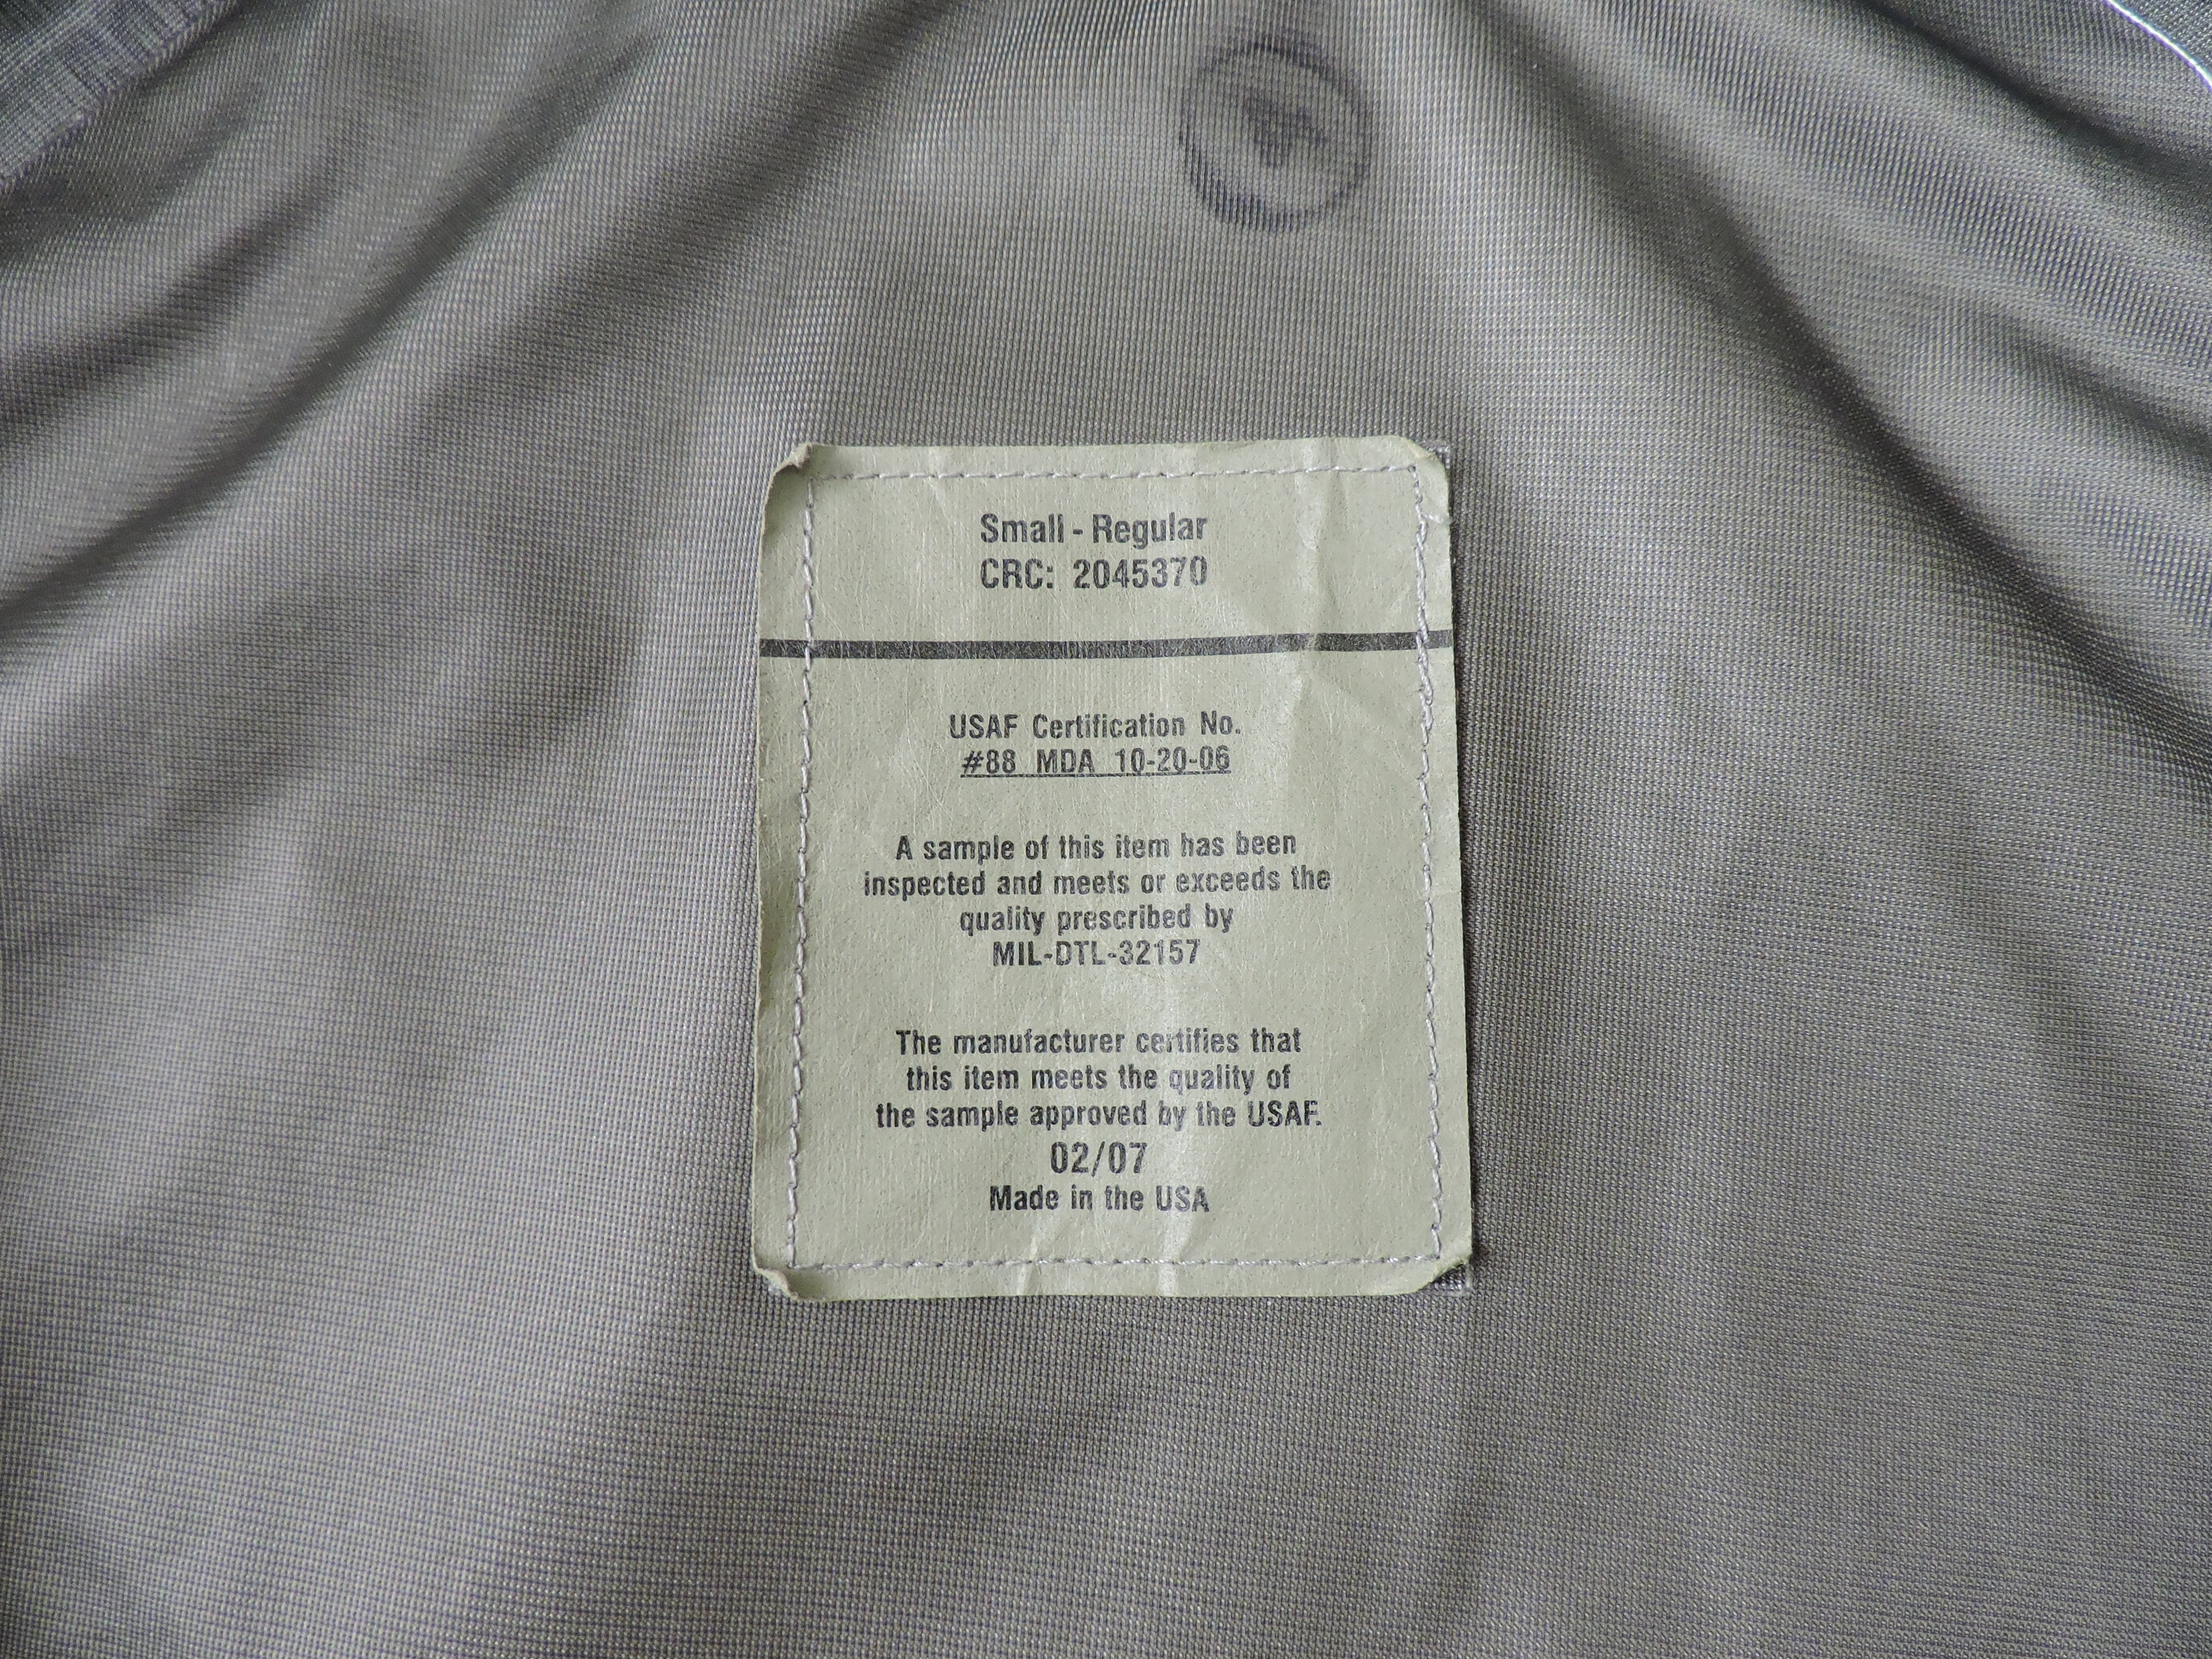 Small - Regular
CRC: 2045370
USAF Certification No.
#88 MDA 10-20-06
A sample of this item has been
inspected and meets or exceeds the
quality prescribed by
MIL-DTL-32157
The manufacturer certifies that
this item meets the quality of
the sample approved by the USAF.
02/07
Made in the USA